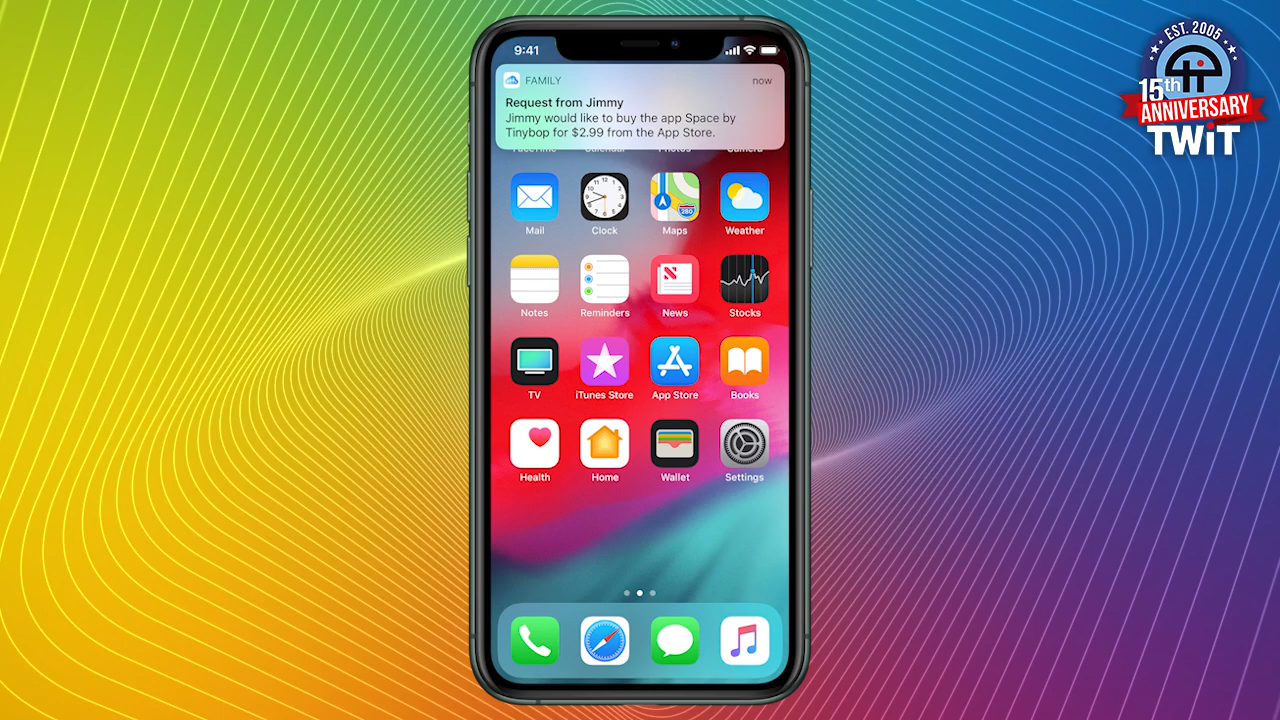 9:41
FAMILY
now
Request from Jimmy
Jimmy would like to buy the app Space by
Tinybop for $2.99 from the App Store.
Mail
Clock
Maps
Weather
Notes
Reminders
News
Stocks
TV
iTunes Store
App Store
Books
Health
Home
Wallet
Settings
280
EST. 2005
15th
ANNIVERSARY
TWiT